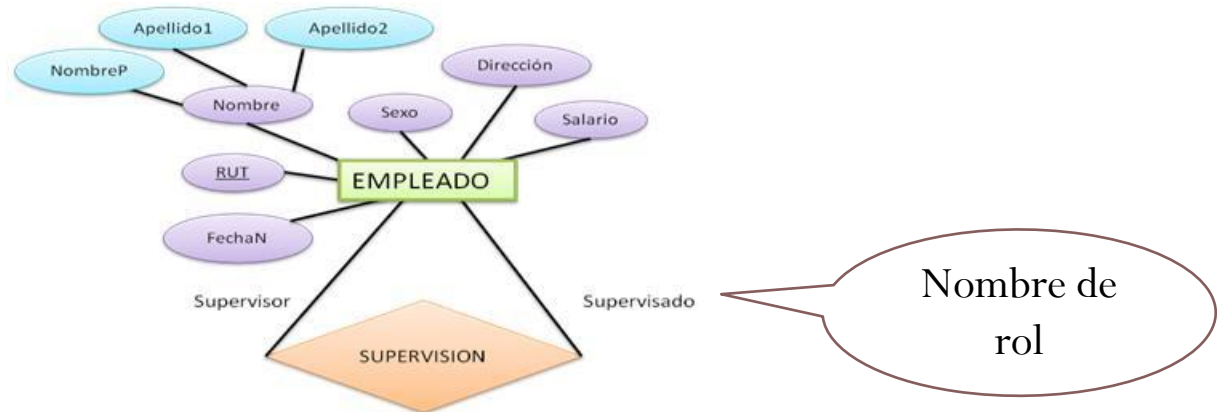 Apellido1
Apellido2
NombreP
Dirección
Nombre
Sexo
Salario
RUT
EMPLEADO
FechaN
Supervisor
Supervisado
Nombre de
rol
SUPERVISION